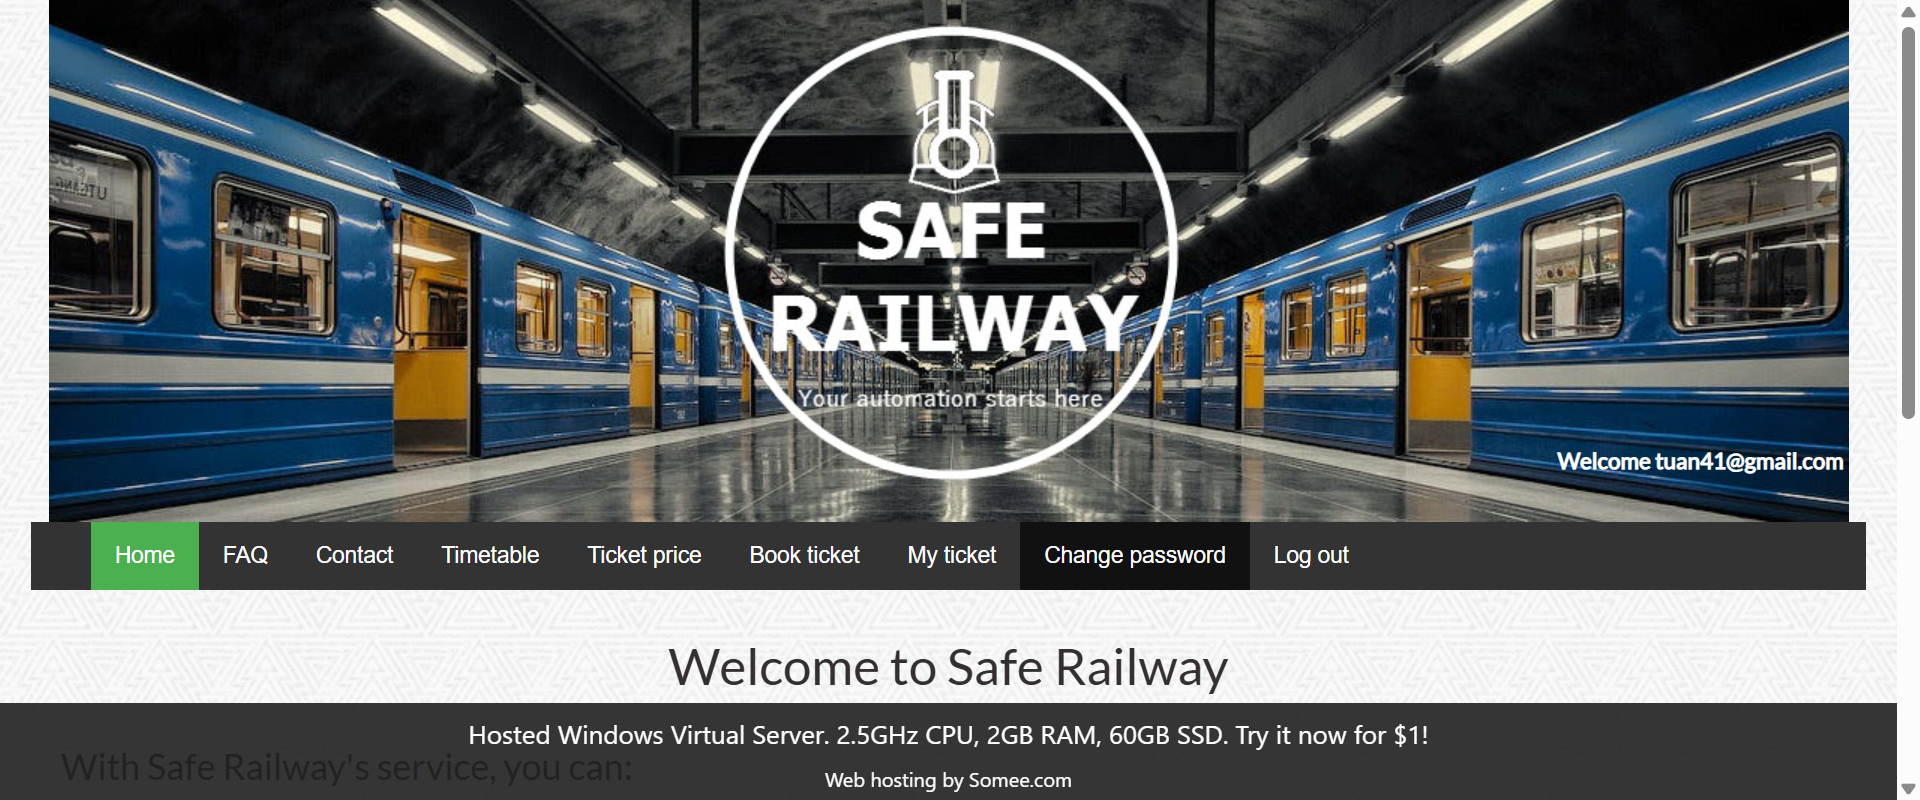 SAFE
RAILWAY
Your automation starts here
Welcome tuan41@gmail.com
Home FAQ Contact Timetable Ticket price Book ticket My ticket Change password Log out
Welcome to Safe Railway
Hosted Windows Virtual Server. 2.5GHz CPU, 2GB RAM, 60GB SSD. Try it now for $1!
With Safe Railway's service, you can:
Web hosting by Somee.com